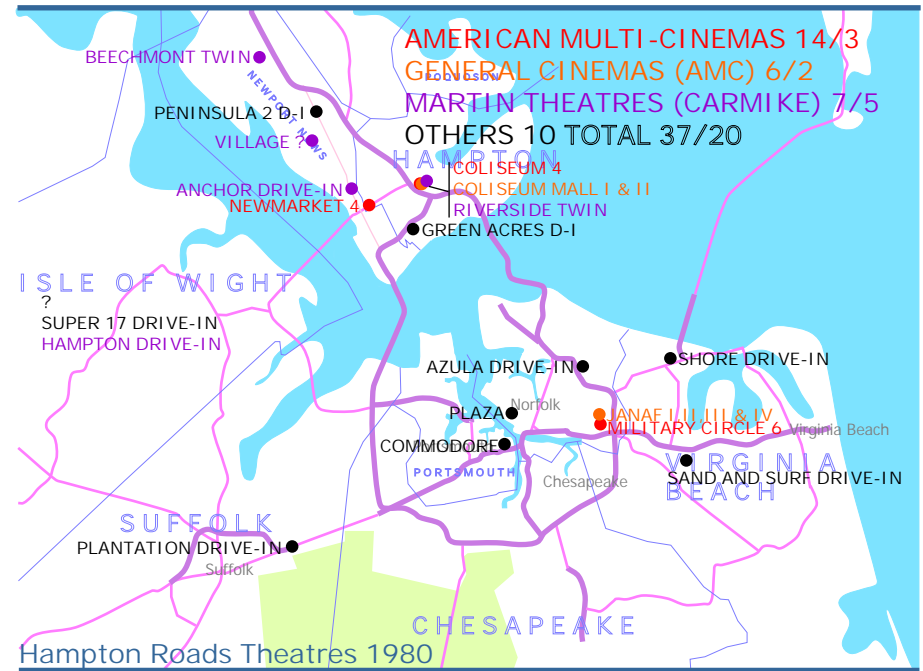 AMERICAN MULTI-CINEMAS 14/3
GENERAL CINEMAS (AMC) 6/2
MARTIN THEATRES (CARMIKE) 7/5
OTHERS 10 TOTAL 37/20
BEECHMONT TWIN
NEWPORT NEWS
POQUOSON
PENINSULA 2 D-I
VILLAGE ?
HAMPTON
COLISEUM 4
COLISEUM MALL I & II
RIVERSIDE TWIN
ANCHOR DRIVE-IN
NEWMARKET 4
GREEN ACRES D-I
ISLE OF WIGHT
?
SUPER 17 DRIVE-IN
HAMPTON DRIVE-IN
AZULA DRIVE-IN
SHORE DRIVE-IN
Norfolk
PLAZA
JANAF I, II, III & IV
MILITARY CIRCLE 6
Virginia Beach
COMMODORE
PORTSMOUTH
Chesapeake
VIRGINIA
BEACH
SAND AND SURF DRIVE-IN
SUFFOLK
PLANTATION DRIVE-IN
Suffolk
CHESAPEAKE
Hampton Roads Theatres 1980